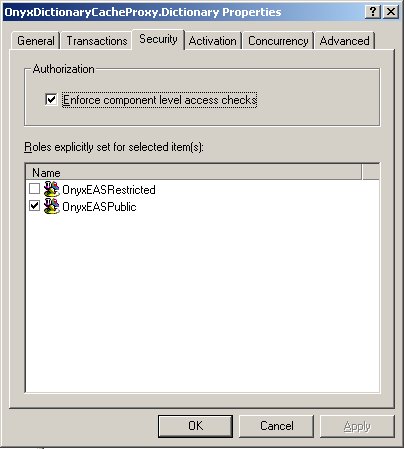 OnyxDictionaryCacheProxy.Dictionary Properties
General Transactions Security Activation Concurrency Advanced
Authorization
Enforce component level access checks
Roles explicitly set for selected item(s):
Name
OnyxEASRestricted
OnyxEASPublic
OK Cancel Apply